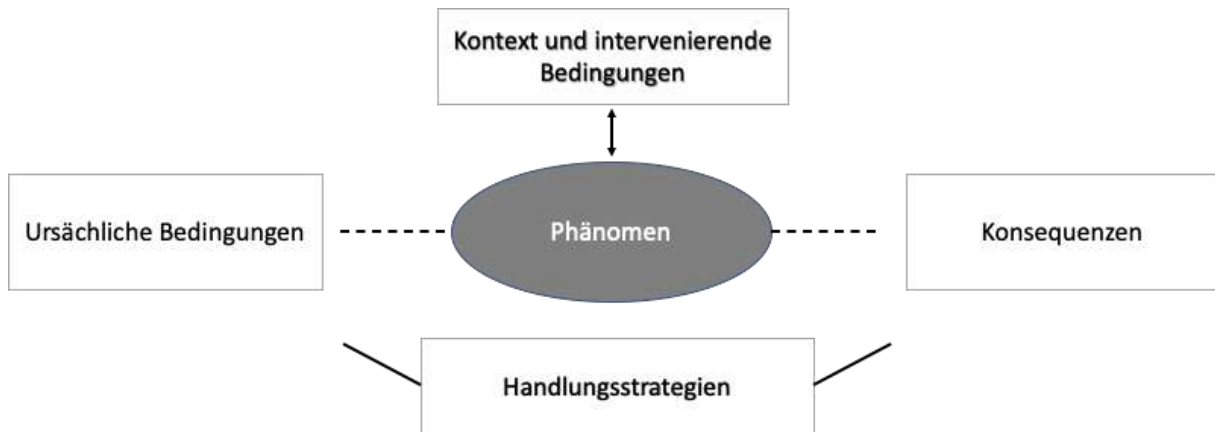 Kontext und intervenierende
Bedingungen
Ursächliche Bedingungen
Phänomen
Konsequenzen
Handlungsstrategien